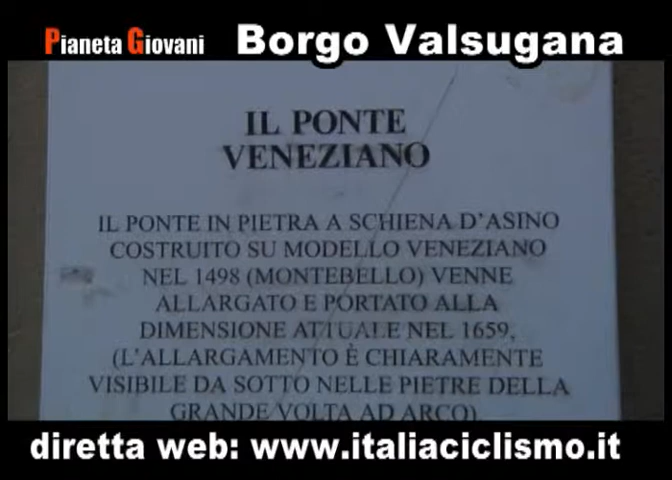 Pianeta Giovani Borgo Valsugana
IL PONTE
VENEZIANO
IL PONTE IN PIETRA A SCHIENA D'ASINO
COSTRUITO SU MODELLO VENEZIANO
NEL 1498 (MONTEBELLO) VENNE
ALLARGATO E PORTATO ALLA
DIMENSIONE ATTUALE NEL 1659,
(L'ALLARGAMENTO È CHIARAMENTE
VISIBILE DA SOTTO NELLE PIETRE DELLA
GRANDE VOLTA AD ARCO)
diretta web: www.italiaciclismo.it